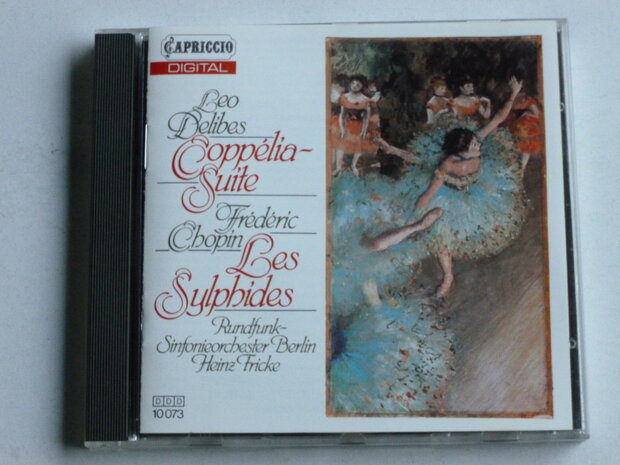 CAPRICCIO
DIGITAL
Leo
Delibes
Coppélia-
Suite
Frédéric
Chopin
Les
Sylphides
Rundfunk-
Sinfonieorchester Berlin
Heinz Fricke
DDD
10 073